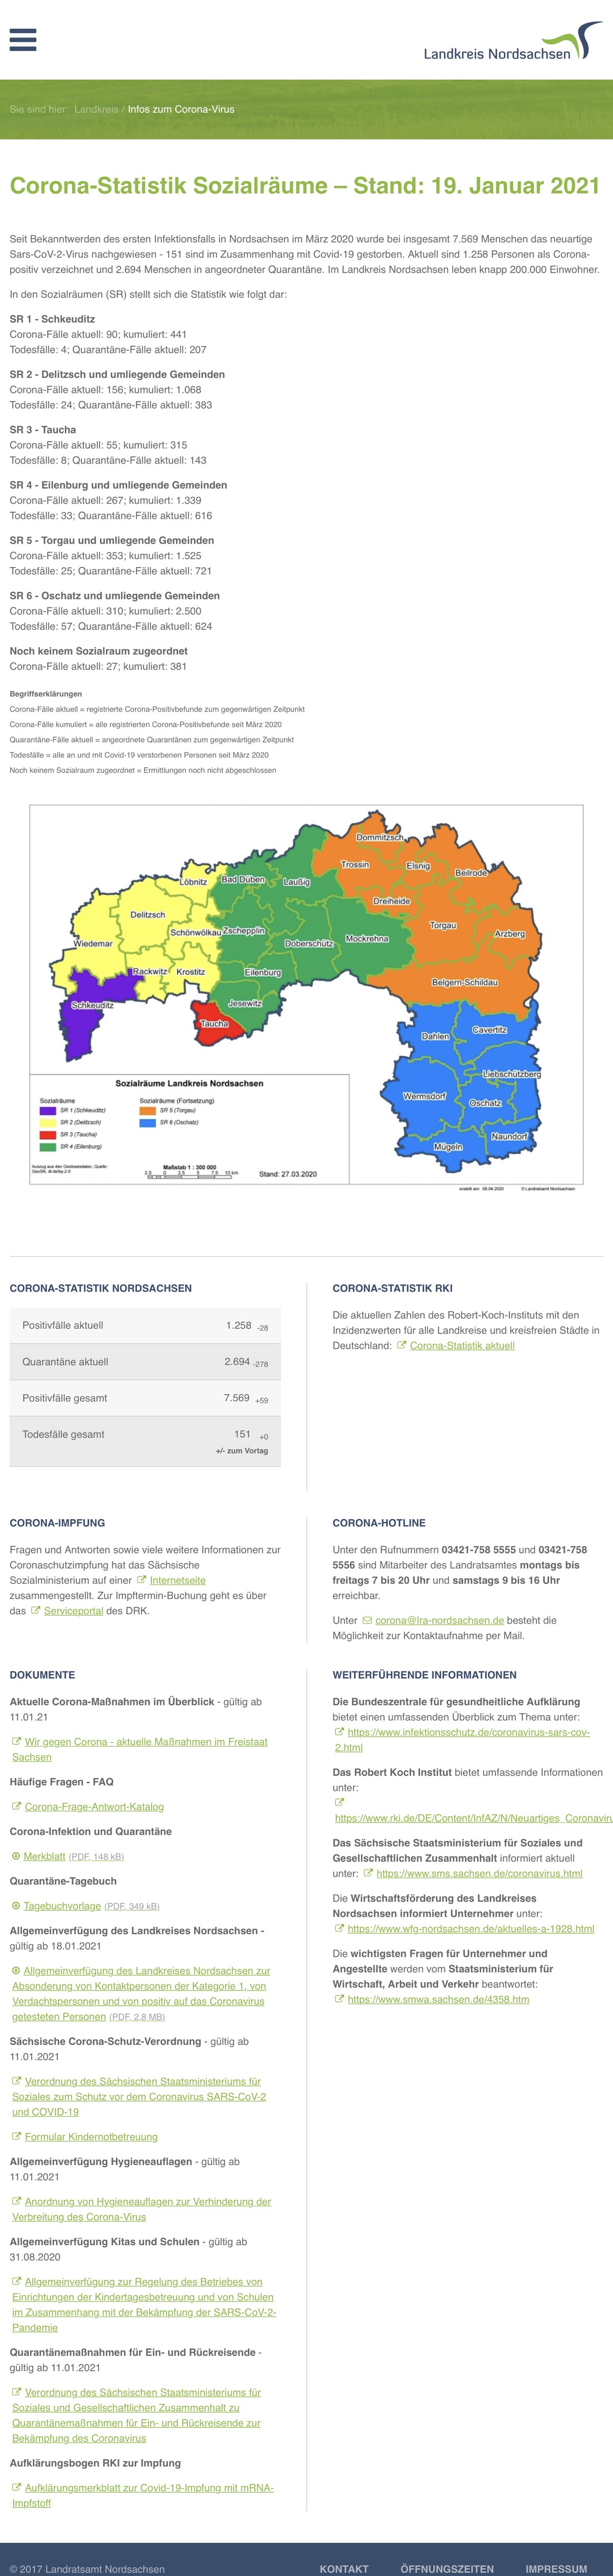 Landkreis Nordsachsen
Sie sind hier: Landkreis / Infos zum Corona-Virus
Corona-Statistik Sozialräume – Stand: 19. Januar 2021
Seit Bekanntwerden des ersten Infektionsfalls in Nordsachsen im März 2020 wurde bei insgesamt 7.569 Menschen das neuartige
Sars-CoV-2-Virus nachgewiesen - 151 sind im Zusammenhang mit Covid-19 gestorben. Aktuell sind 1.258 Personen als Corona-
positiv verzeichnet und 2.694 Menschen in angeordneter Quarantäne. Im Landkreis Nordsachsen leben knapp 200.000 Einwohner.
In den Sozialräumen (SR) stellt sich die Statistik wie folgt dar:
SR 1 - Schkeuditz
Corona-Fälle aktuell: 90; kumuliert: 441
Todesfälle: 4; Quarantäne-Fälle aktuell: 207
SR 2 - Delitzsch und umliegende Gemeinden
Corona-Fälle aktuell: 156; kumuliert: 1.068
Todesfälle: 24; Quarantäne-Fälle aktuell: 383
SR 3 - Taucha
Corona-Fälle aktuell: 55; kumuliert: 315
Todesfälle: 8; Quarantäne-Fälle aktuell: 143
SR 4 - Eilenburg und umliegende Gemeinden
Corona-Fälle aktuell: 267; kumuliert: 1.339
Todesfälle: 33; Quarantäne-Fälle aktuell: 616
SR 5 - Torgau und umliegende Gemeinden
Corona-Fälle aktuell: 353; kumuliert: 1.525
Todesfälle: 25; Quarantäne-Fälle aktuell: 721
SR 6 - Oschatz und umliegende Gemeinden
Corona-Fälle aktuell: 310; kumuliert: 2.500
Todesfälle: 57; Quarantäne-Fälle aktuell: 624
Noch keinem Sozialraum zugeordnet
Corona-Fälle aktuell: 27; kumuliert: 381
Begriffserklärungen
Corona-Fälle aktuell = registrierte Corona-Positivbefunde zum gegenwärtigen Zeitpunkt
Corona-Fälle kumuliert = alle registrierten Corona-Positivbefunde seit März 2020
Quarantäne-Fälle aktuell = angeordnete Quarantänen zum gegenwärtigen Zeitpunkt
Todesfälle = alle an und mit Covid-19 verstorbenen Personen seit März 2020
Noch keinem Sozialraum zugeordnet = Ermittlungen noch nicht abgeschlossen
Dommitzsch
Trossin
Elsnig
Beilrode
Löbnitz
Bad Düben
Laußig
Dreiheide
Delitzsch
Torgau
Schönwölkau
Zschepplin
Arzberg
Wiedemar
Doberschütz
Mockrehna
Rackwitz
Krostitz
Eilenburg
Belgern-Schildau
Schkeuditz
Jesewitz
Taucha
Cavertitz
Dahlen
Liebschützberg
Wermsdorf
Oschatz
Naundorf
Mügeln
Sozialräume Landkreis Nordsachsen
Sozialräume
SR 1 (Schkeuditz)
SR 2 (Delitzsch)
SR 3 (Taucha)
SR 4 (Eilenburg)
Sozialräume (Fortsetzung)
SR 5 (Torgau)
SR 6 (Oschatz)
Auszug aus den Geobasisdaten, Quelle:
GeoSN, dl-de/by-2-0
Maßstab 1 : 300 000
2,5 0 2,5 5 7,5 10 km
Stand: 27.03.2020
erstellt am: 08.04.2020 © Landratsamt Nordsachsen
CORONA-STATISTIK NORDSACHSEN
Positivfälle aktuell 1.258 -28
Quarantäne aktuell 2.694 -278
Positivfälle gesamt 7.569 +59
Todesfälle gesamt 151 +0
+/- zum Vortag
CORONA-STATISTIK RKI
Die aktuellen Zahlen des Robert-Koch-Instituts mit den
Inzidenzwerten für alle Landkreise und kreisfreien Städte in
Deutschland: Corona-Statistik aktuell
CORONA-IMPFUNG
Fragen und Antworten sowie viele weitere Informationen zur
Coronaschutzimpfung hat das Sächsische
Sozialministerium auf einer Internetseite
zusammengestellt. Zur Impftermin-Buchung geht es über
das Serviceportal des DRK.
CORONA-HOTLINE
Unter den Rufnummern 03421-758 5555 und 03421-758
5556 sind Mitarbeiter des Landratsamtes montags bis
freitags 7 bis 20 Uhr und samstags 9 bis 16 Uhr
erreichbar.
Unter corona@lra-nordsachsen.de besteht die
Möglichkeit zur Kontaktaufnahme per Mail.
DOKUMENTE
Aktuelle Corona-Maßnahmen im Überblick - gültig ab
11.01.21
Wir gegen Corona - aktuelle Maßnahmen im Freistaat
Sachsen
Häufige Fragen - FAQ
Corona-Frage-Antwort-Katalog
Corona-Infektion und Quarantäne
Merkblatt (PDF, 148 kB)
Quarantäne-Tagebuch
Tagebuchvorlage (PDF, 349 kB)
Allgemeinverfügung des Landkreises Nordsachsen -
gültig ab 18.01.2021
Allgemeinverfügung des Landkreises Nordsachsen zur
Absonderung von Kontaktpersonen der Kategorie 1, von
Verdachtspersonen und von positiv auf das Coronavirus
getesteten Personen (PDF, 2,8 MB)
Sächsische Corona-Schutz-Verordnung - gültig ab
11.01.2021
Verordnung des Sächsischen Staatsministeriums für
Soziales zum Schutz vor dem Coronavirus SARS-CoV-2
und COVID-19
Formular Kindernotbetreuung
Allgemeinverfügung Hygieneauflagen - gültig ab
11.01.2021
Anordnung von Hygieneauflagen zur Verhinderung der
Verbreitung des Corona-Virus
Allgemeinverfügung Kitas und Schulen - gültig ab
31.08.2020
Allgemeinverfügung zur Regelung des Betriebes von
Einrichtungen der Kindertagesbetreuung und von Schulen
im Zusammenhang mit der Bekämpfung der SARS-CoV-2-
Pandemie
Quarantänemaßnahmen für Ein- und Rückreisende -
gültig ab 11.01.2021
Verordnung des Sächsischen Staatsministeriums für
Soziales und Gesellschaftlichen Zusammenhalt zu
Quarantänemaßnahmen für Ein- und Rückreisende zur
Bekämpfung des Coronavirus
Aufklärungsbogen RKI zur Impfung
Aufklärungsmerkblatt zur Covid-19-Impfung mit mRNA-
Impfstoff
WEITERFÜHRENDE INFORMATIONEN
Die Bundeszentrale für gesundheitliche Aufklärung
bietet einen umfassenden Überblick zum Thema unter:
https://www.infektionsschutz.de/coronavirus-sars-cov-
2.html
Das Robert Koch Institut bietet umfassende Informationen
unter:
https://www.rki.de/DE/Content/InfAZ/N/Neuartiges_Coronaviru
Das Sächsische Staatsministerium für Soziales und
Gesellschaftlichen Zusammenhalt informiert aktuell
unter: https://www.sms.sachsen.de/coronavirus.html
Die Wirtschaftsförderung des Landkreises
Nordsachsen informiert Unternehmer unter:
https://www.wfg-nordsachsen.de/aktuelles-a-1928.html
Die wichtigsten Fragen für Unternehmer und
Angestellte werden vom Staatsministerium für
Wirtschaft, Arbeit und Verkehr beantwortet:
https://www.smwa.sachsen.de/4358.htm
© 2017 Landratsamt Nordsachsen
KONTAKT ÖFFNUNGSZEITEN IMPRESSUM